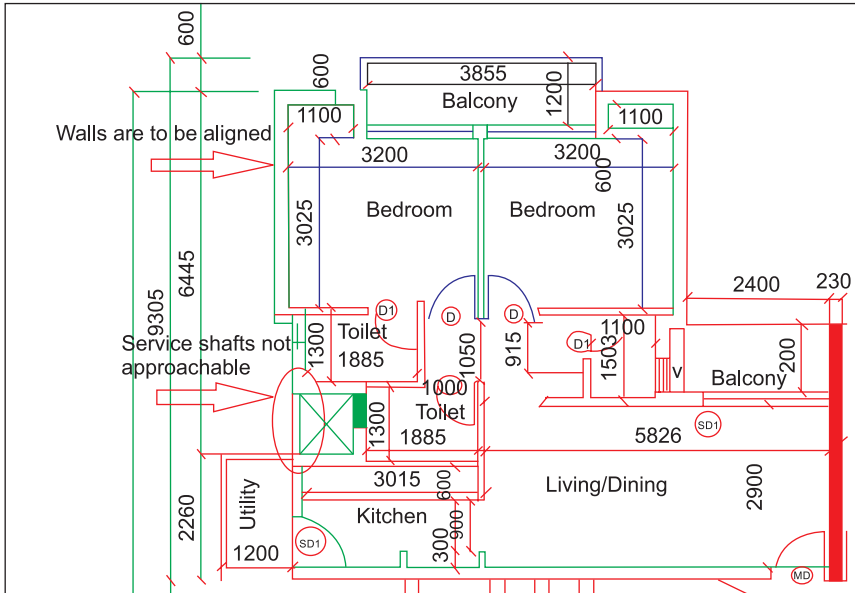 600
600
3855
1200
Balcony
1100
1100
Walls are to be aligned
3200
3200
600
Bedroom
Bedroom
3025
3025
6445
9305
2400
230
D1
D
D
Service shafts not
approachable
1300
Toilet
1885
1050
915
D1
1100
1503
200
V
Balcony
1000
Toilet
1300
1885
SD1
5826
3015
600
Living/Dining
2900
2260
Utility
Kitchen
900
300
SD1
1200
MD